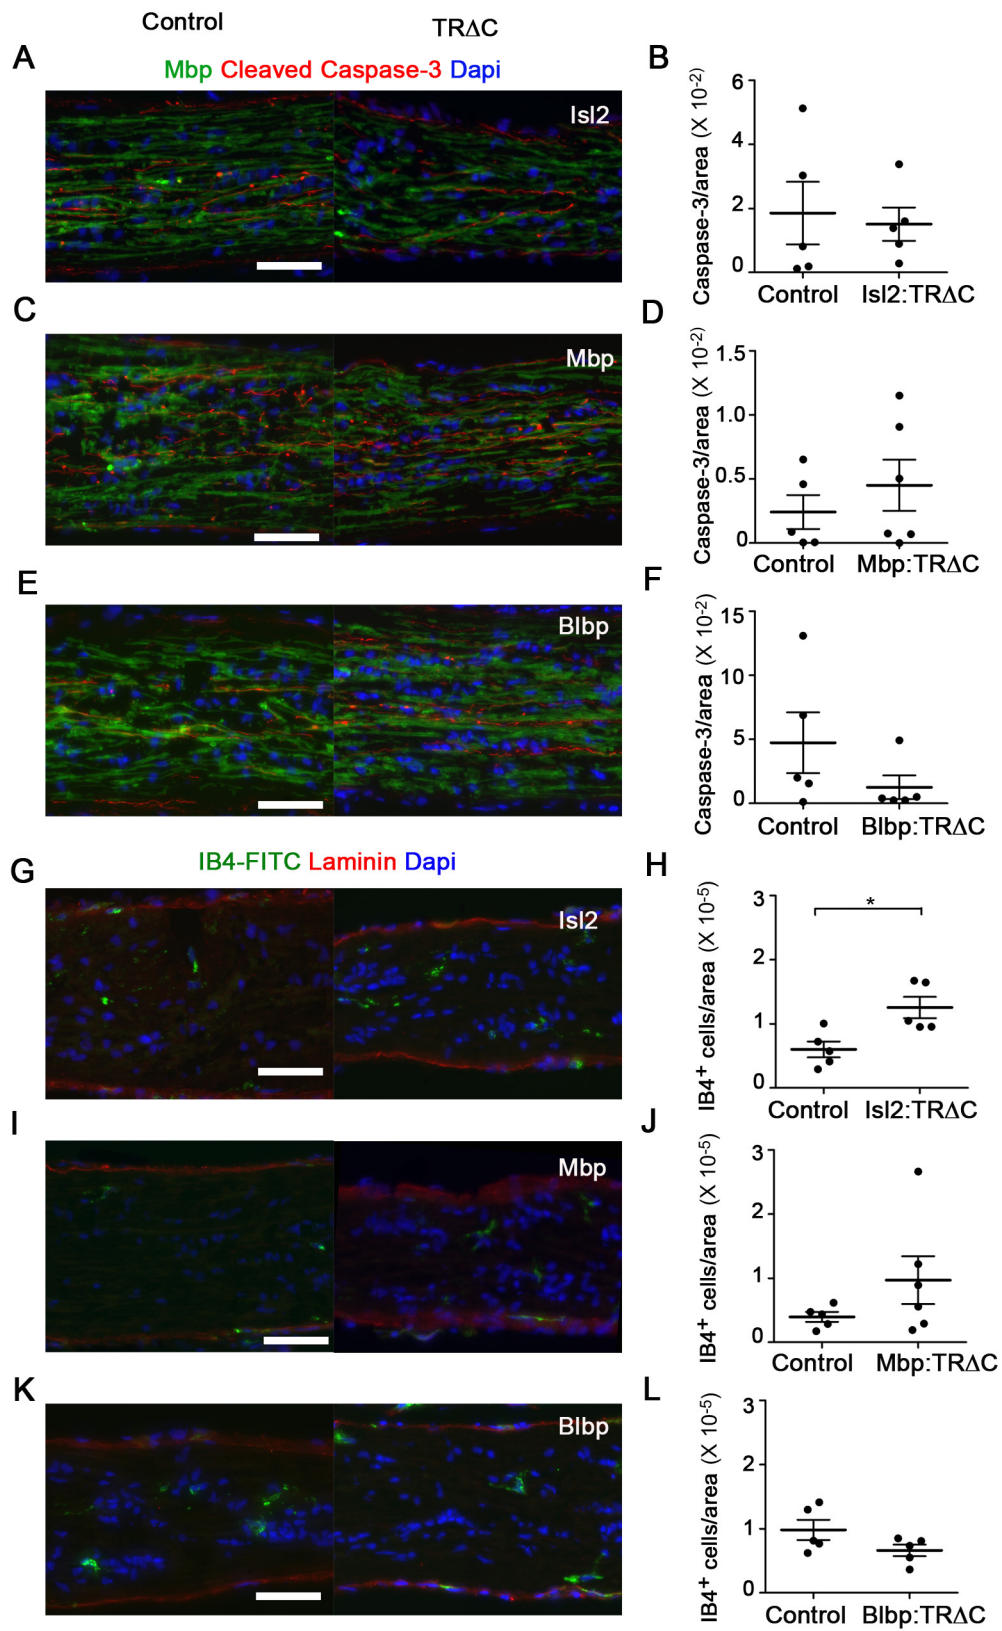 Control TRΔC
A
Mbp Cleaved Caspase-3 Dapi
Isl2
B
Caspase-3/area (X 10-2)
6
4
2
0
Control Isl2:TRΔC
C
Mbp
D
Caspase-3/area (X 10-2)
1.5
1.0
0.5
0
Control Mbp:TRΔC
E
Blbp
F
Caspase-3/area (X 10-2)
15
10
5
0
Control Blbp:TRΔC
G
IB4-FITC Laminin Dapi
Isl2
H
IB4+ cells/area (X 10-5)
3
2
1
0
*
Control Isl2:TRΔC
I
Mbp
J
IB4+ cells/area (X 10-5)
3
2
1
0
Control Mbp:TRΔC
K
Blbp
L
IB4+ cells/area (X 10-5)
3
2
1
0
Control Blbp:TRΔC